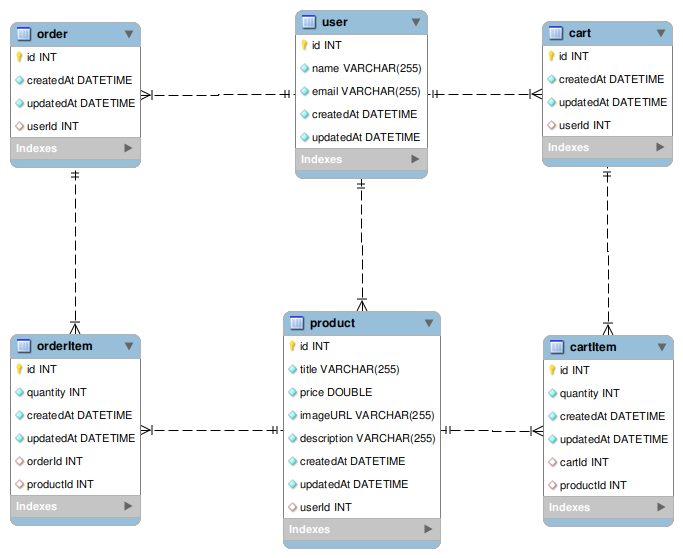 order
id INT
createdAt DATETIME
updatedAt DATETIME
userId INT
Indexes
user
id INT
name VARCHAR(255)
email VARCHAR(255)
createdAt DATETIME
updatedAt DATETIME
Indexes
cart
id INT
createdAt DATETIME
updatedAt DATETIME
userId INT
Indexes
orderItem
id INT
quantity INT
createdAt DATETIME
updatedAt DATETIME
orderId INT
productId INT
Indexes
product
id INT
title VARCHAR(255)
price DOUBLE
imageURL VARCHAR(255)
description VARCHAR(255)
createdAt DATETIME
updatedAt DATETIME
userId INT
Indexes
cartItem
id INT
quantity INT
createdAt DATETIME
updatedAt DATETIME
cartId INT
productId INT
Indexes